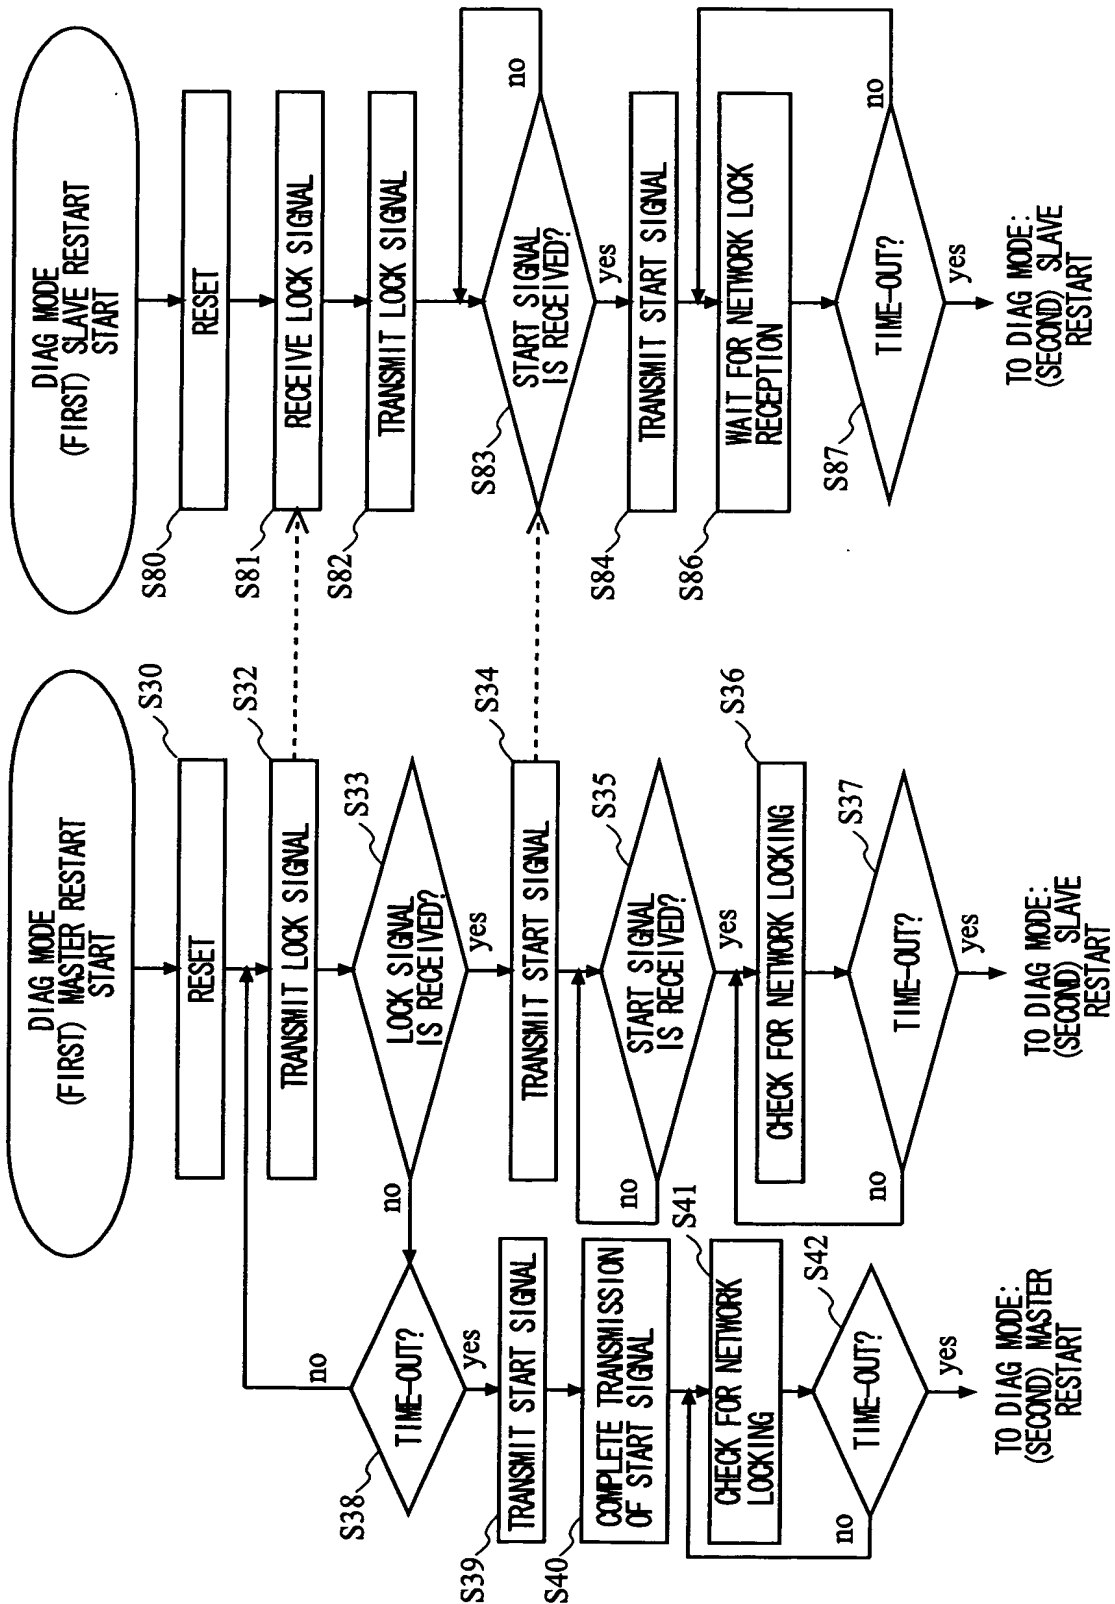 DIAG MODE
(FIRST) MASTER RESTART
START
S30
RESET
S32
TRANSMIT LOCK SIGNAL
S33
LOCK SIGNAL
IS RECEIVED?
no
yes
S34
TRANSMIT START SIGNAL
S35
START SIGNAL
IS RECEIVED?
no
yes
S36
CHECK FOR NETWORK LOCKING
S37
TIME-OUT?
no
yes
TO DIAG MODE:
(SECOND) SLAVE
RESTART
S38
TIME-OUT?
no
yes
S39
TRANSMIT START SIGNAL
S40
COMPLETE TRANSMISSION
OF START SIGNAL
S41
CHECK FOR NETWORK
LOCKING
S42
TIME-OUT?
no
yes
TO DIAG MODE:
(SECOND) MASTER
RESTART
DIAG MODE
(FIRST) SLAVE RESTART
START
S80
RESET
S81
RECEIVE LOCK SIGNAL
S82
TRANSMIT LOCK SIGNAL
S83
START SIGNAL
IS RECEIVED?
no
yes
S84
TRANSMIT START SIGNAL
S86
WAIT FOR NETWORK LOCK
RECEPTION
S87
TIME-OUT?
no
yes
TO DIAG MODE:
(SECOND) SLAVE
RESTART